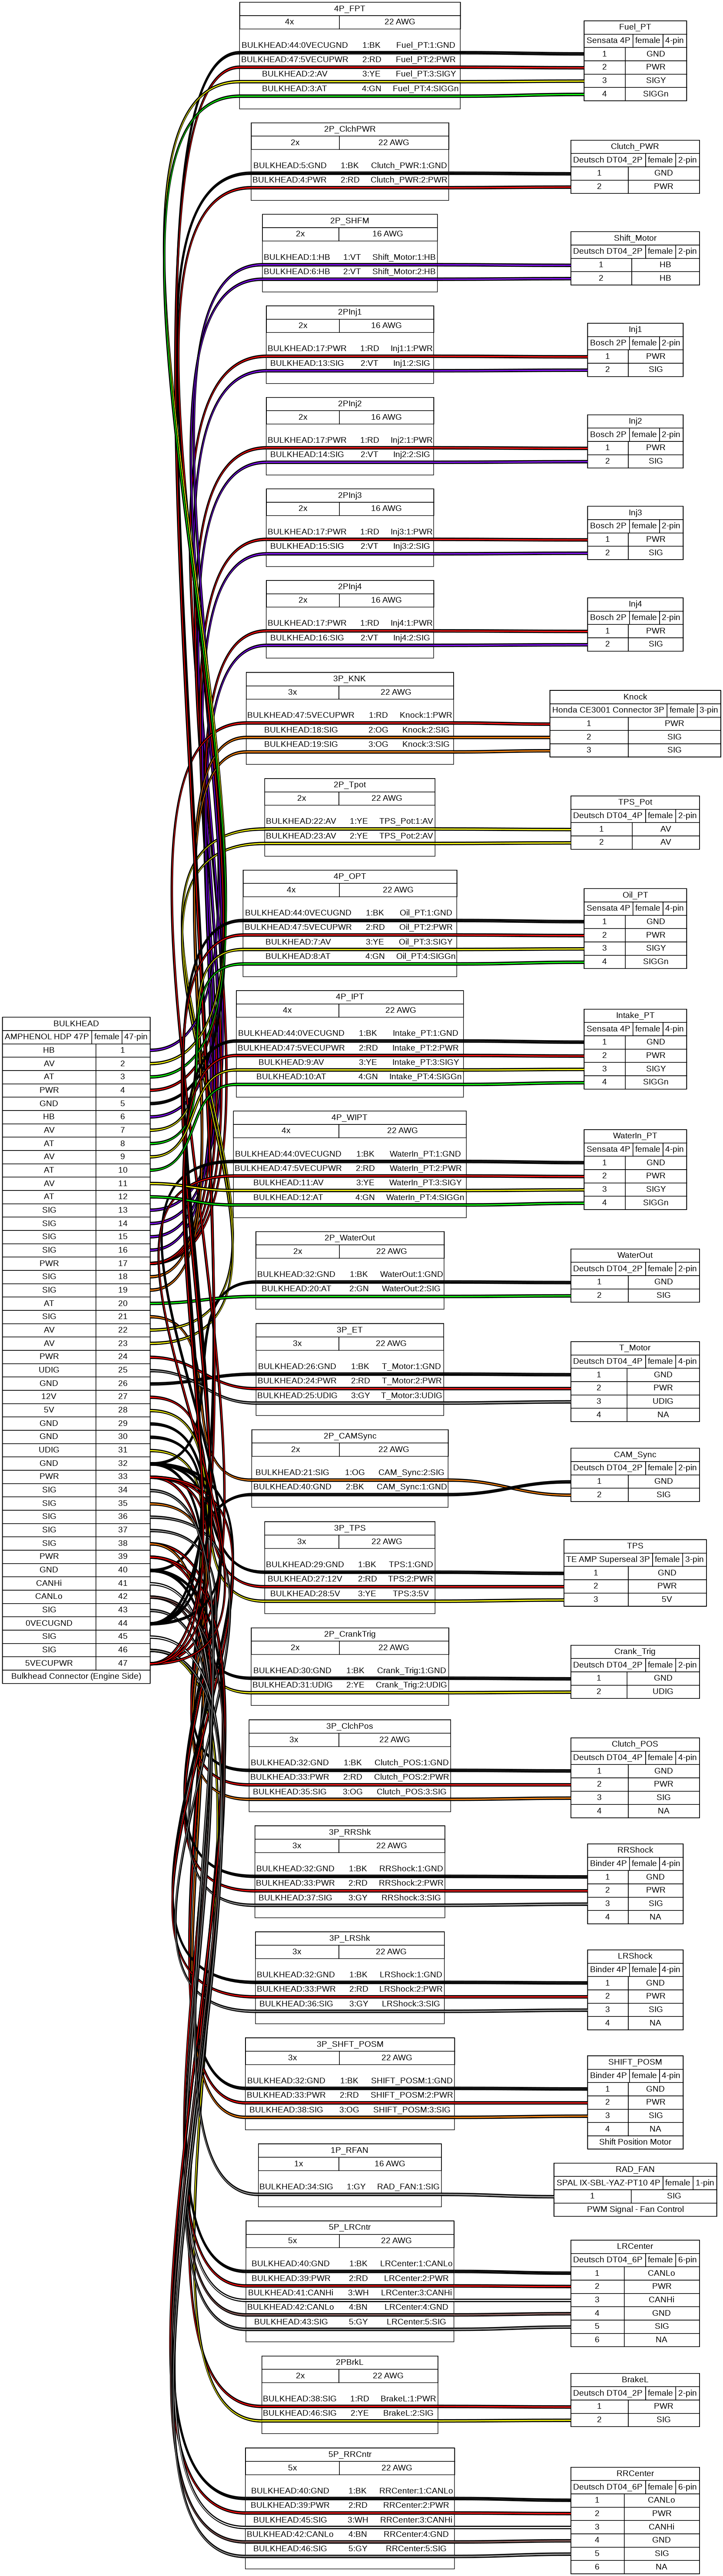 4P_FPT
4x 22 AWG
BULKHEAD:44:0VECUGND 1:BK Fuel_PT:1:GND
BULKHEAD:47:5VECUPWR 2:RD Fuel_PT:2:PWR
BULKHEAD:2:AV 3:YE Fuel_PT:3:SIGY
BULKHEAD:3:AT 4:GN Fuel_PT:4:SIGGn
Fuel_PT
Sensata 4P female 4-pin
1 GND
2 PWR
3 SIGY
4 SIGGn
2P_ClchPWR
2x 22 AWG
BULKHEAD:5:GND 1:BK Clutch_PWR:1:GND
BULKHEAD:4:PWR 2:RD Clutch_PWR:2:PWR
Clutch_PWR
Deutsch DT04_2P female 2-pin
1 GND
2 PWR
2P_SHFM
2x 16 AWG
BULKHEAD:1:HB 1:VT Shift_Motor:1:HB
BULKHEAD:6:HB 2:VT Shift_Motor:2:HB
Shift_Motor
Deutsch DT04_2P female 2-pin
1 HB
2 HB
2PInj1
2x 16 AWG
BULKHEAD:17:PWR 1:RD Inj1:1:PWR
BULKHEAD:13:SIG 2:VT Inj1:2:SIG
Inj1
Bosch 2P female 2-pin
1 PWR
2 SIG
2PInj2
2x 16 AWG
BULKHEAD:17:PWR 1:RD Inj2:1:PWR
BULKHEAD:14:SIG 2:VT Inj2:2:SIG
Inj2
Bosch 2P female 2-pin
1 PWR
2 SIG
2PInj3
2x 16 AWG
BULKHEAD:17:PWR 1:RD Inj3:1:PWR
BULKHEAD:15:SIG 2:VT Inj3:2:SIG
Inj3
Bosch 2P female 2-pin
1 PWR
2 SIG
2PInj4
2x 16 AWG
BULKHEAD:17:PWR 1:RD Inj4:1:PWR
BULKHEAD:16:SIG 2:VT Inj4:2:SIG
Inj4
Bosch 2P female 2-pin
1 PWR
2 SIG
3P_KNK
3x 22 AWG
BULKHEAD:47:5VECUPWR 1:RD Knock:1:PWR
BULKHEAD:18:SIG 2:OG Knock:2:SIG
BULKHEAD:19:SIG 3:OG Knock:3:SIG
Knock
Honda CE3001 Connector 3P female 3-pin
1 PWR
2 SIG
3 SIG
2P_Tpot
2x 22 AWG
BULKHEAD:22:AV 1:YE TPS_Pot:1:AV
BULKHEAD:23:AV 2:YE TPS_Pot:2:AV
TPS_Pot
Deutsch DT04_4P female 2-pin
1 AV
2 AV
4P_OPT
4x 22 AWG
BULKHEAD:44:0VECUGND 1:BK Oil_PT:1:GND
BULKHEAD:47:5VECUPWR 2:RD Oil_PT:2:PWR
BULKHEAD:7:AV 3:YE Oil_PT:3:SIGY
BULKHEAD:8:AT 4:GN Oil_PT:4:SIGGn
Oil_PT
Sensata 4P female 4-pin
1 GND
2 PWR
3 SIGY
4 SIGGn
4P_IPT
4x 22 AWG
BULKHEAD:44:0VECUGND 1:BK Intake_PT:1:GND
BULKHEAD:47:5VECUPWR 2:RD Intake_PT:2:PWR
BULKHEAD:9:AV 3:YE Intake_PT:3:SIGY
BULKHEAD:10:AT 4:GN Intake_PT:4:SIGGn
Intake_PT
Sensata 4P female 4-pin
1 GND
2 PWR
3 SIGY
4 SIGGn
BULKHEAD
AMPHENOL HDP 47P female 47-pin
HB 1
AV 2
AT 3
PWR 4
GND 5
HB 6
AV 7
AT 8
AV 9
AT 10
AV 11
AT 12
SIG 13
SIG 14
SIG 15
SIG 16
PWR 17
SIG 18
SIG 19
AT 20
SIG 21
AV 22
AV 23
PWR 24
UDIG 25
GND 26
12V 27
5V 28
GND 29
GND 30
UDIG 31
GND 32
PWR 33
SIG 34
SIG 35
SIG 36
SIG 37
SIG 38
PWR 39
GND 40
CANHi 41
CANLo 42
SIG 43
0VECUGND 44
SIG 45
SIG 46
5VECUPWR 47
Bulkhead Connector (Engine Side)
4P_WIPT
4x 22 AWG
BULKHEAD:44:0VECUGND 1:BK WaterIn_PT:1:GND
BULKHEAD:47:5VECUPWR 2:RD WaterIn_PT:2:PWR
BULKHEAD:11:AV 3:YE WaterIn_PT:3:SIGY
BULKHEAD:12:AT 4:GN WaterIn_PT:4:SIGGn
WaterIn_PT
Sensata 4P female 4-pin
1 GND
2 PWR
3 SIGY
4 SIGGn
2P_WaterOut
2x 22 AWG
BULKHEAD:32:GND 1:BK WaterOut:1:GND
BULKHEAD:20:AT 2:GN WaterOut:2:SIG
WaterOut
Deutsch DT04_2P female 2-pin
1 GND
2 SIG
3P_ET
3x 22 AWG
BULKHEAD:26:GND 1:BK T_Motor:1:GND
BULKHEAD:24:PWR 2:RD T_Motor:2:PWR
BULKHEAD:25:UDIG 3:GY T_Motor:3:UDIG
T_Motor
Deutsch DT04_4P female 4-pin
1 GND
2 PWR
3 UDIG
4 NA
2P_CAMSync
2x 22 AWG
BULKHEAD:21:SIG 1:OG CAM_Sync:2:SIG
BULKHEAD:40:GND 2:BK CAM_Sync:1:GND
CAM_Sync
Deutsch DT04_2P female 2-pin
1 GND
2 SIG
3P_TPS
3x 22 AWG
BULKHEAD:29:GND 1:BK TPS:1:GND
BULKHEAD:27:12V 2:RD TPS:2:PWR
BULKHEAD:28:5V 3:YE TPS:3:5V
TPS
TE AMP Superseal 3P female 3-pin
1 GND
2 PWR
3 5V
2P_CrankTrig
2x 22 AWG
BULKHEAD:30:GND 1:BK Crank_Trig:1:GND
BULKHEAD:31:UDIG 2:YE Crank_Trig:2:UDIG
Crank_Trig
Deutsch DT04_2P female 2-pin
1 GND
2 UDIG
3P_ClchPos
3x 22 AWG
BULKHEAD:32:GND 1:BK Clutch_POS:1:GND
BULKHEAD:33:PWR 2:RD Clutch_POS:2:PWR
BULKHEAD:35:SIG 3:OG Clutch_POS:3:SIG
Clutch_POS
Deutsch DT04_4P female 4-pin
1 GND
2 PWR
3 SIG
4 NA
3P_RRShk
3x 22 AWG
BULKHEAD:32:GND 1:BK RRShock:1:GND
BULKHEAD:33:PWR 2:RD RRShock:2:PWR
BULKHEAD:37:SIG 3:GY RRShock:3:SIG
RRShock
Binder 4P female 4-pin
1 GND
2 PWR
3 SIG
4 NA
3P_LRShk
3x 22 AWG
BULKHEAD:32:GND 1:BK LRShock:1:GND
BULKHEAD:33:PWR 2:RD LRShock:2:PWR
BULKHEAD:36:SIG 3:GY LRShock:3:SIG
LRShock
Binder 4P female 4-pin
1 GND
2 PWR
3 SIG
4 NA
3P_SHFT_POSM
3x 22 AWG
BULKHEAD:32:GND 1:BK SHIFT_POSM:1:GND
BULKHEAD:33:PWR 2:RD SHIFT_POSM:2:PWR
BULKHEAD:38:SIG 3:OG SHIFT_POSM:3:SIG
SHIFT_POSM
Binder 4P female 4-pin
1 GND
2 PWR
3 SIG
4 NA
Shift Position Motor
1P_RFAN
1x 16 AWG
BULKHEAD:34:SIG 1:GY RAD_FAN:1:SIG
RAD_FAN
SPAL IX-SBL-YAZ-PT10 4P female 1-pin
1 SIG
PWM Signal - Fan Control
5P_LRCntr
5x 22 AWG
BULKHEAD:40:GND 1:BK LRCenter:1:CANLo
BULKHEAD:39:PWR 2:RD LRCenter:2:PWR
BULKHEAD:41:CANHi 3:WH LRCenter:3:CANHi
BULKHEAD:42:CANLo 4:BN LRCenter:4:GND
BULKHEAD:43:SIG 5:GY LRCenter:5:SIG
LRCenter
Deutsch DT04_6P female 6-pin
1 CANLo
2 PWR
3 CANHi
4 GND
5 SIG
6 NA
2PBrkL
2x 22 AWG
BULKHEAD:38:SIG 1:RD BrakeL:1:PWR
BULKHEAD:46:SIG 2:YE BrakeL:2:SIG
BrakeL
Deutsch DT04_2P female 2-pin
1 PWR
2 SIG
5P_RRCntr
5x 22 AWG
BULKHEAD:40:GND 1:BK RRCenter:1:CANLo
BULKHEAD:39:PWR 2:RD RRCenter:2:PWR
BULKHEAD:45:SIG 3:WH RRCenter:3:CANHi
BULKHEAD:42:CANLo 4:BN RRCenter:4:GND
BULKHEAD:46:SIG 5:GY RRCenter:5:SIG
RRCenter
Deutsch DT04_6P female 6-pin
1 CANLo
2 PWR
3 CANHi
4 GND
5 SIG
6 NA